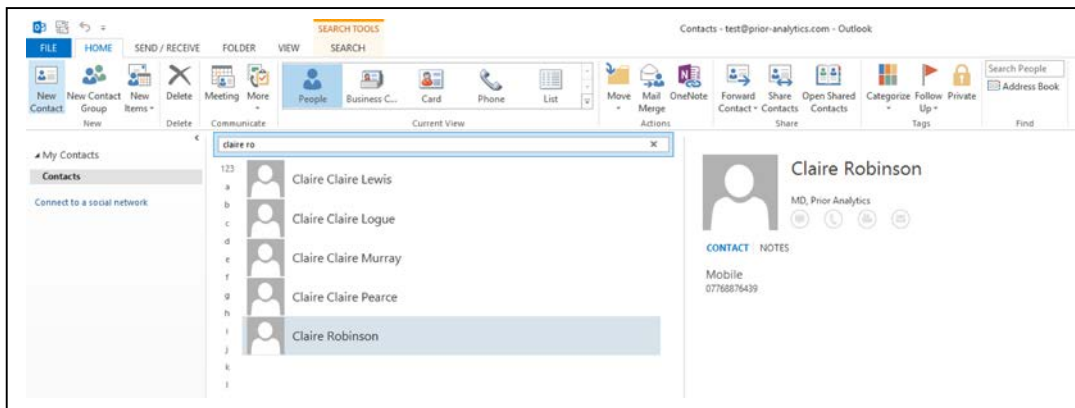 SEARCH TOOLS
Contacts - test@prior-analytics.com - Outlook
FILE HOME SEND / RECEIVE FOLDER VIEW SEARCH
New Contact
New Contact Group
New Items
Delete
Meeting
More
People
Business C...
Card
Phone
List
Move
Mail Merge
OneNote
Forward Contact
Share Contacts
Open Shared Contacts
Categorize
Follow Up
Private
Search People
Address Book
New Delete Communicate Current View Actions Share Tags Find
claire ro
My Contacts
Contacts
Connect to a social network
123
a
b
c
d
e
f
g
h
i
j
k
l
Claire Claire Lewis
Claire Claire Logue
Claire Claire Murray
Claire Claire Pearce
Claire Robinson
Claire Robinson
MD, Prior Analytics
CONTACT NOTES
Mobile
07768876439